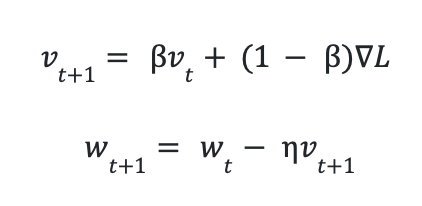 v_{t+1} = βv_t + (1 − β)∇L
w_{t+1} = w_t − ηv_{t+1}